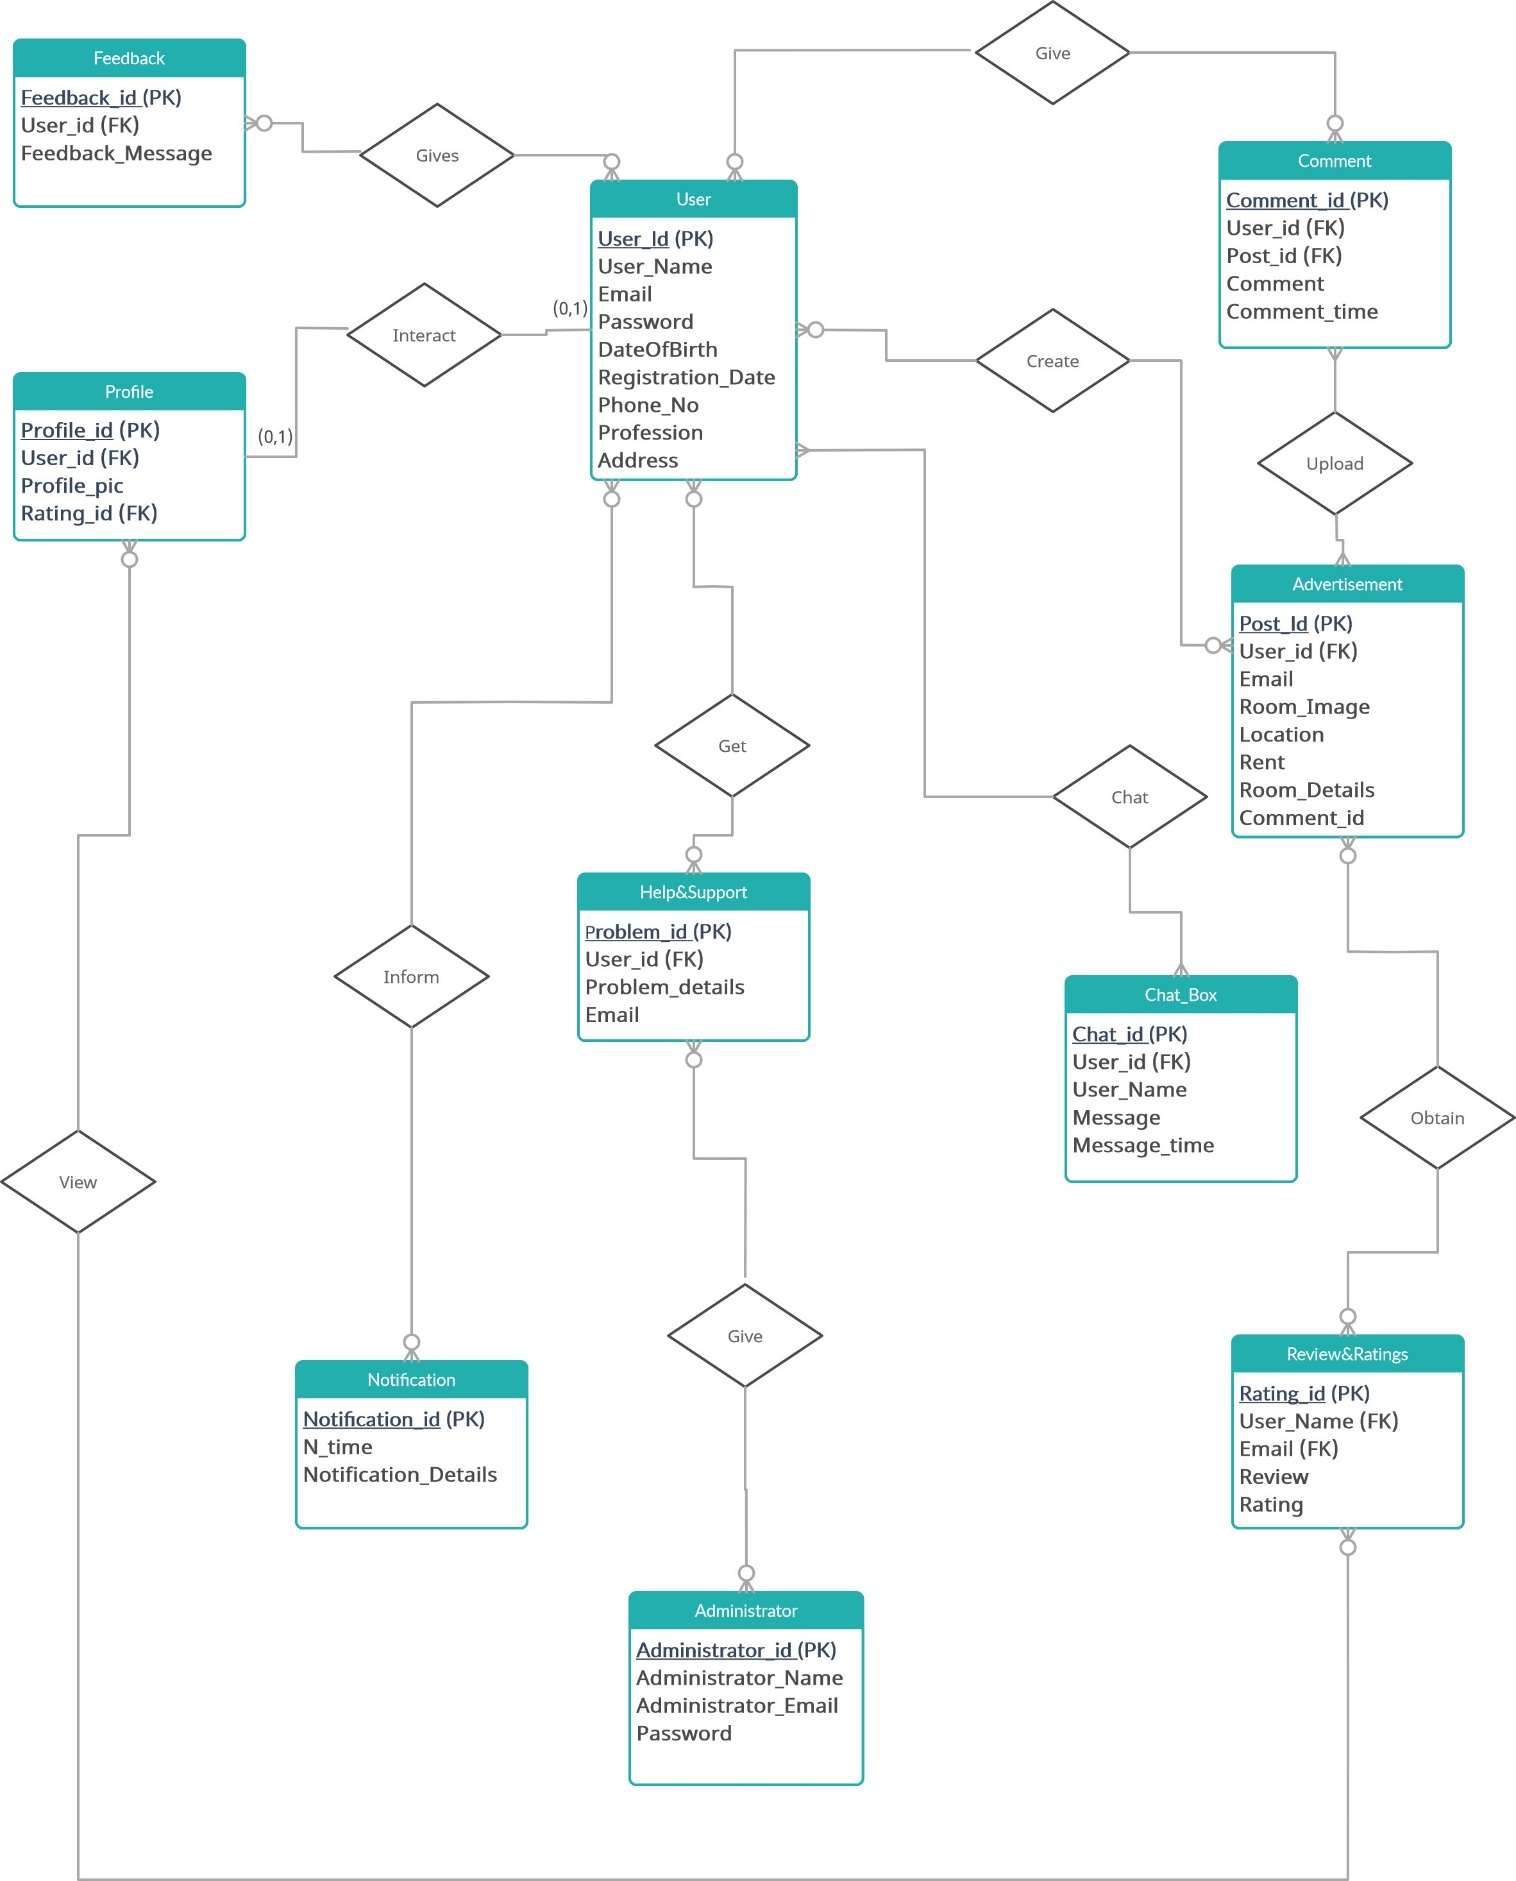 Feedback
Feedback_id (PK)
User_id (FK)
Feedback_Message
Gives
Give
User
User_Id (PK)
User_Name
Email
Password
DateOfBirth
Registration_Date
Phone_No
Profession
Address
Comment
Comment_id (PK)
User_id (FK)
Post_id (FK)
Comment
Comment_time
Interact
(0,1)
(0,1)
Create
Profile
Profile_id (PK)
User_id (FK)
Profile_pic
Rating_id (FK)
Upload
Advertisement
Post_Id (PK)
User_id (FK)
Email
Room_Image
Location
Rent
Room_Details
Comment_id
Get
Chat
Help&Support
Problem_id (PK)
User_id (FK)
Problem_details
Email
Inform
Chat_Box
Chat_id (PK)
User_id (FK)
User_Name
Message
Message_time
Obtain
View
Give
Notification
Notification_id (PK)
N_time
Notification_Details
Review&Ratings
Rating_id (PK)
User_Name (FK)
Email (FK)
Review
Rating
Administrator
Administrator_id (PK)
Administrator_Name
Administrator_Email
Password